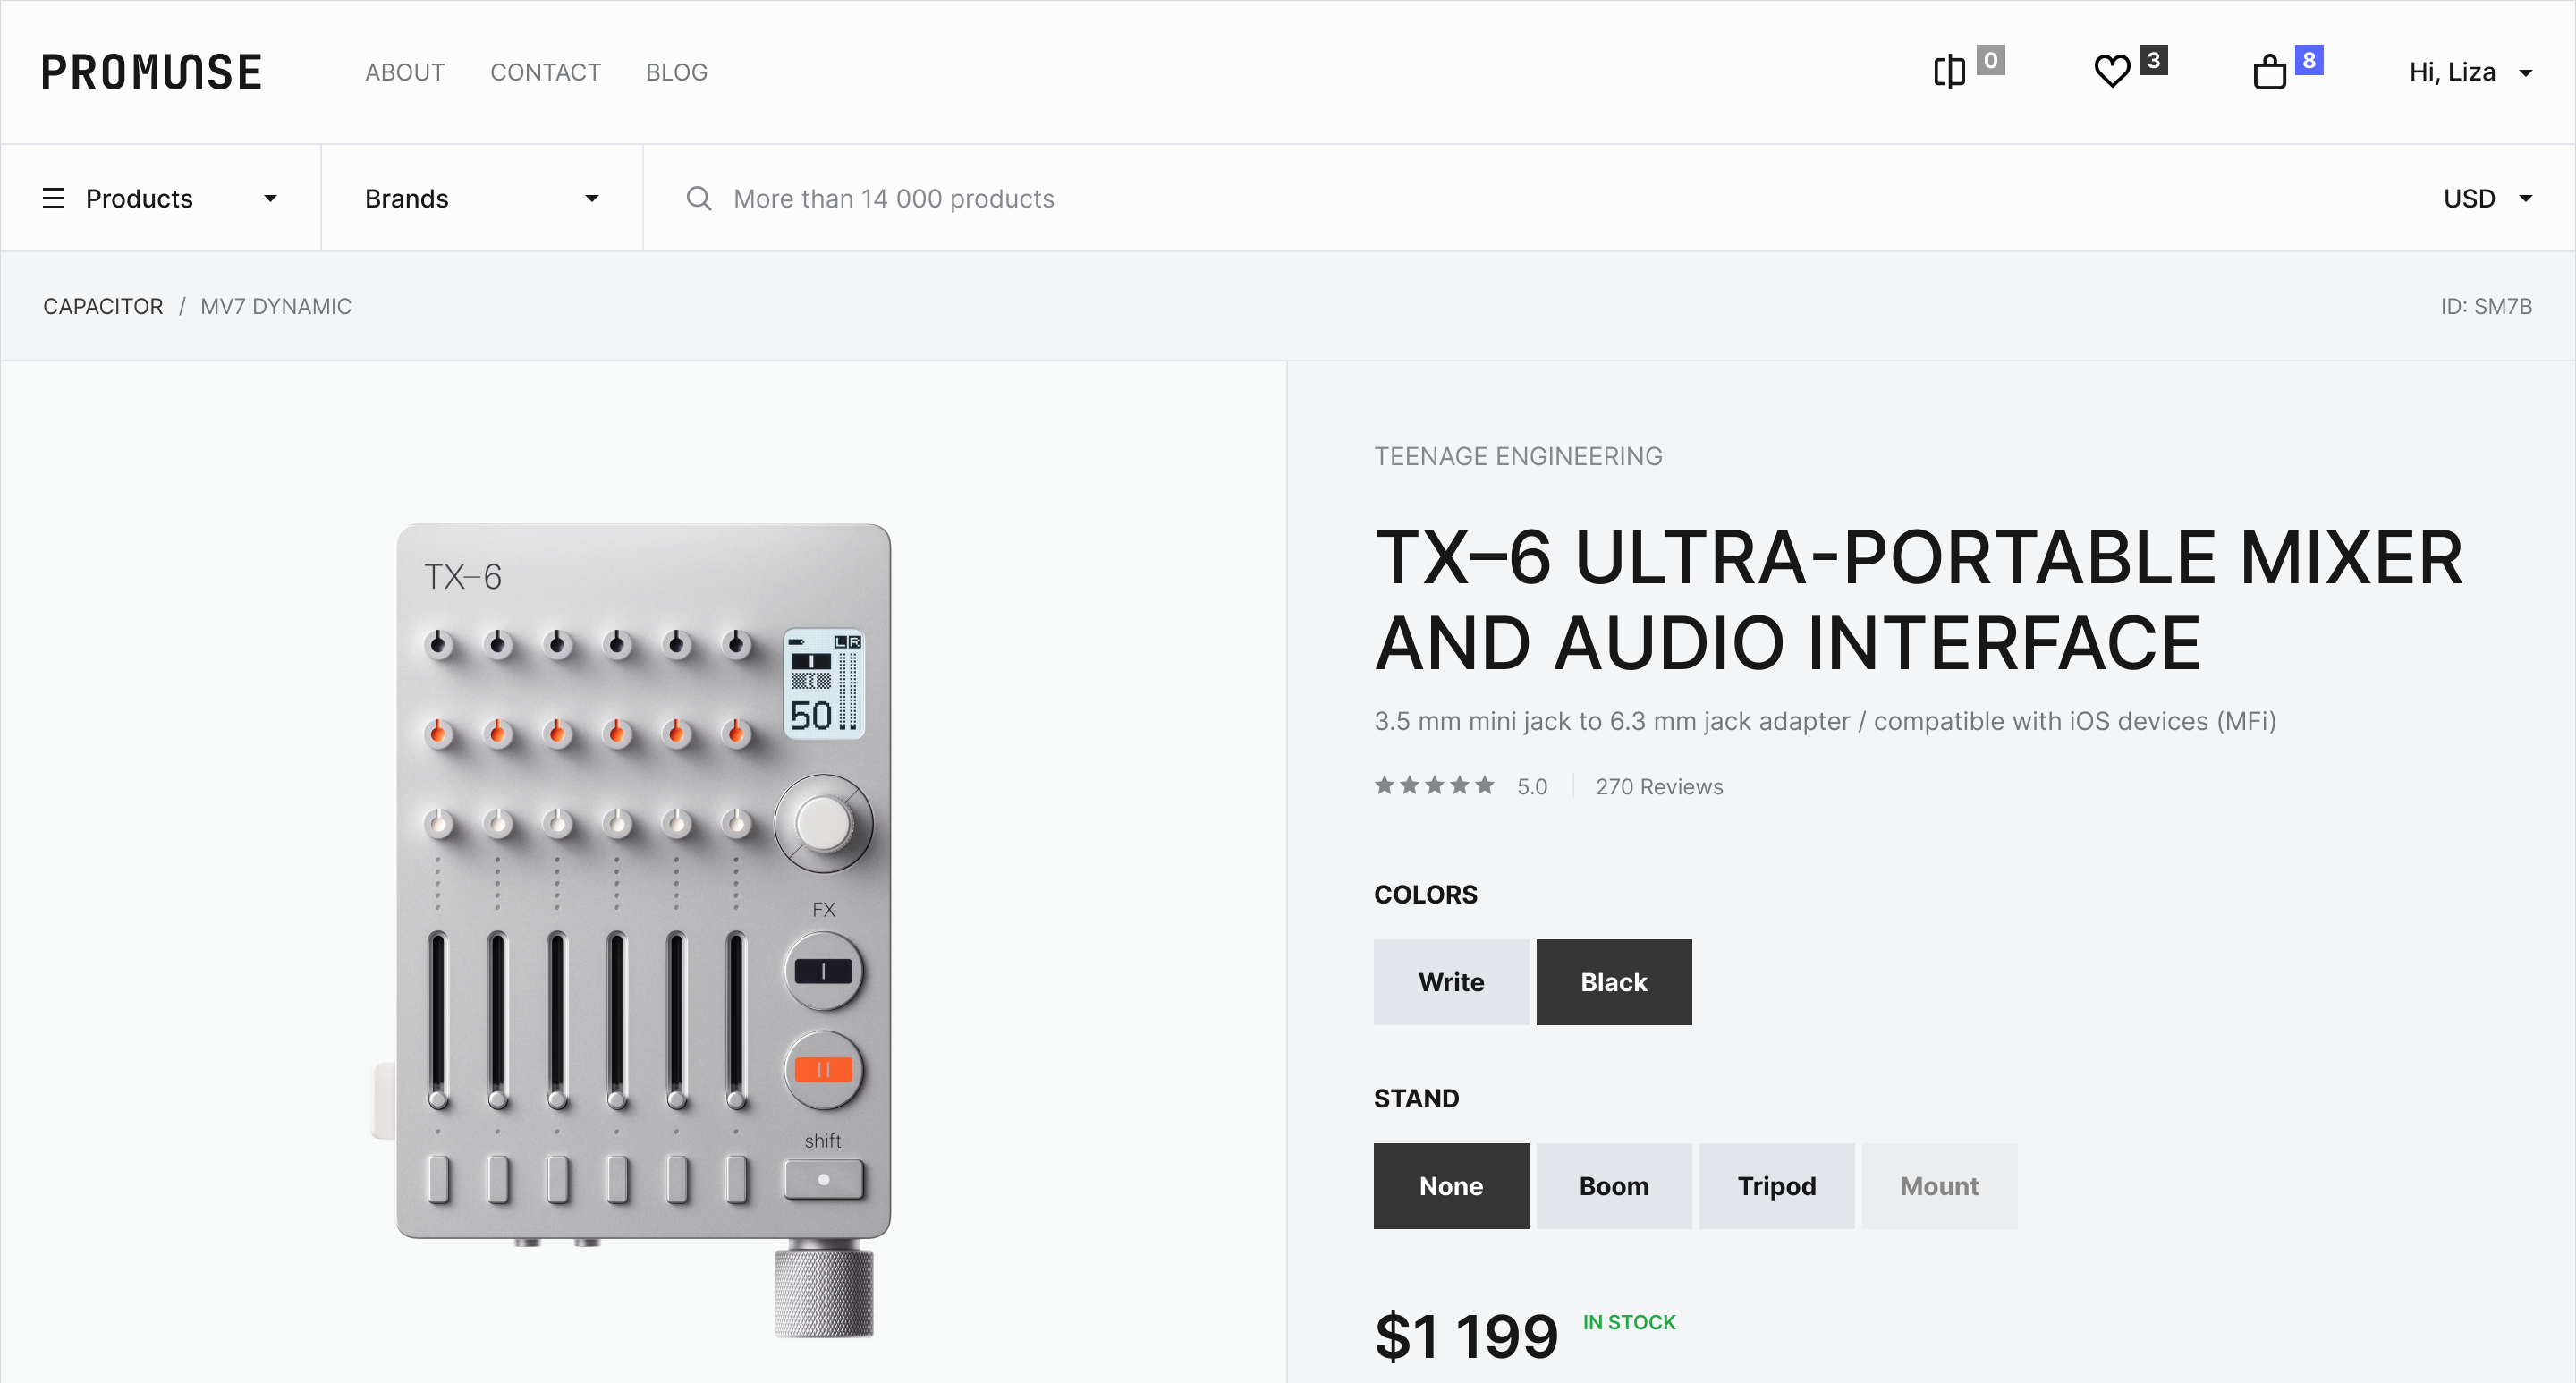 PROMUSE
ABOUT CONTACT BLOG
0 3 8 Hi, Liza
Products Brands More than 14 000 products USD
CAPACITOR / MV7 DYNAMIC ID: SM7B
TEENAGE ENGINEERING
TX–6 ULTRA-PORTABLE MIXER
AND AUDIO INTERFACE
3.5 mm mini jack to 6.3 mm jack adapter / compatible with iOS devices (MFi)
5.0 270 Reviews
COLORS
Write Black
STAND
None Boom Tripod Mount
$1 199 IN STOCK
TX–6
L R
50
FX
I
II
shift